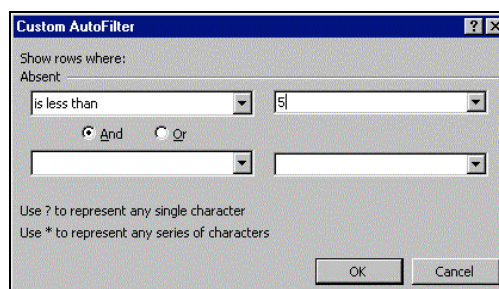 Custom AutoFilter
Show rows where:
Absent
is less than 5
And Or
Use ? to represent any single character
Use * to represent any series of characters
OK Cancel